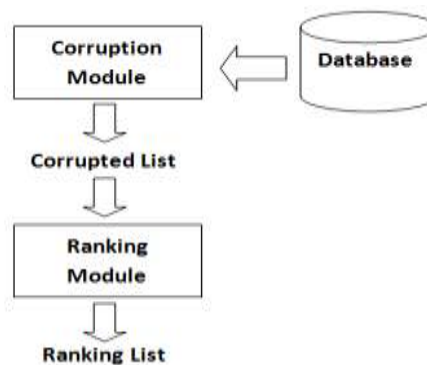 Corruption
Module
Database
Corrupted List
Ranking
Module
Ranking List